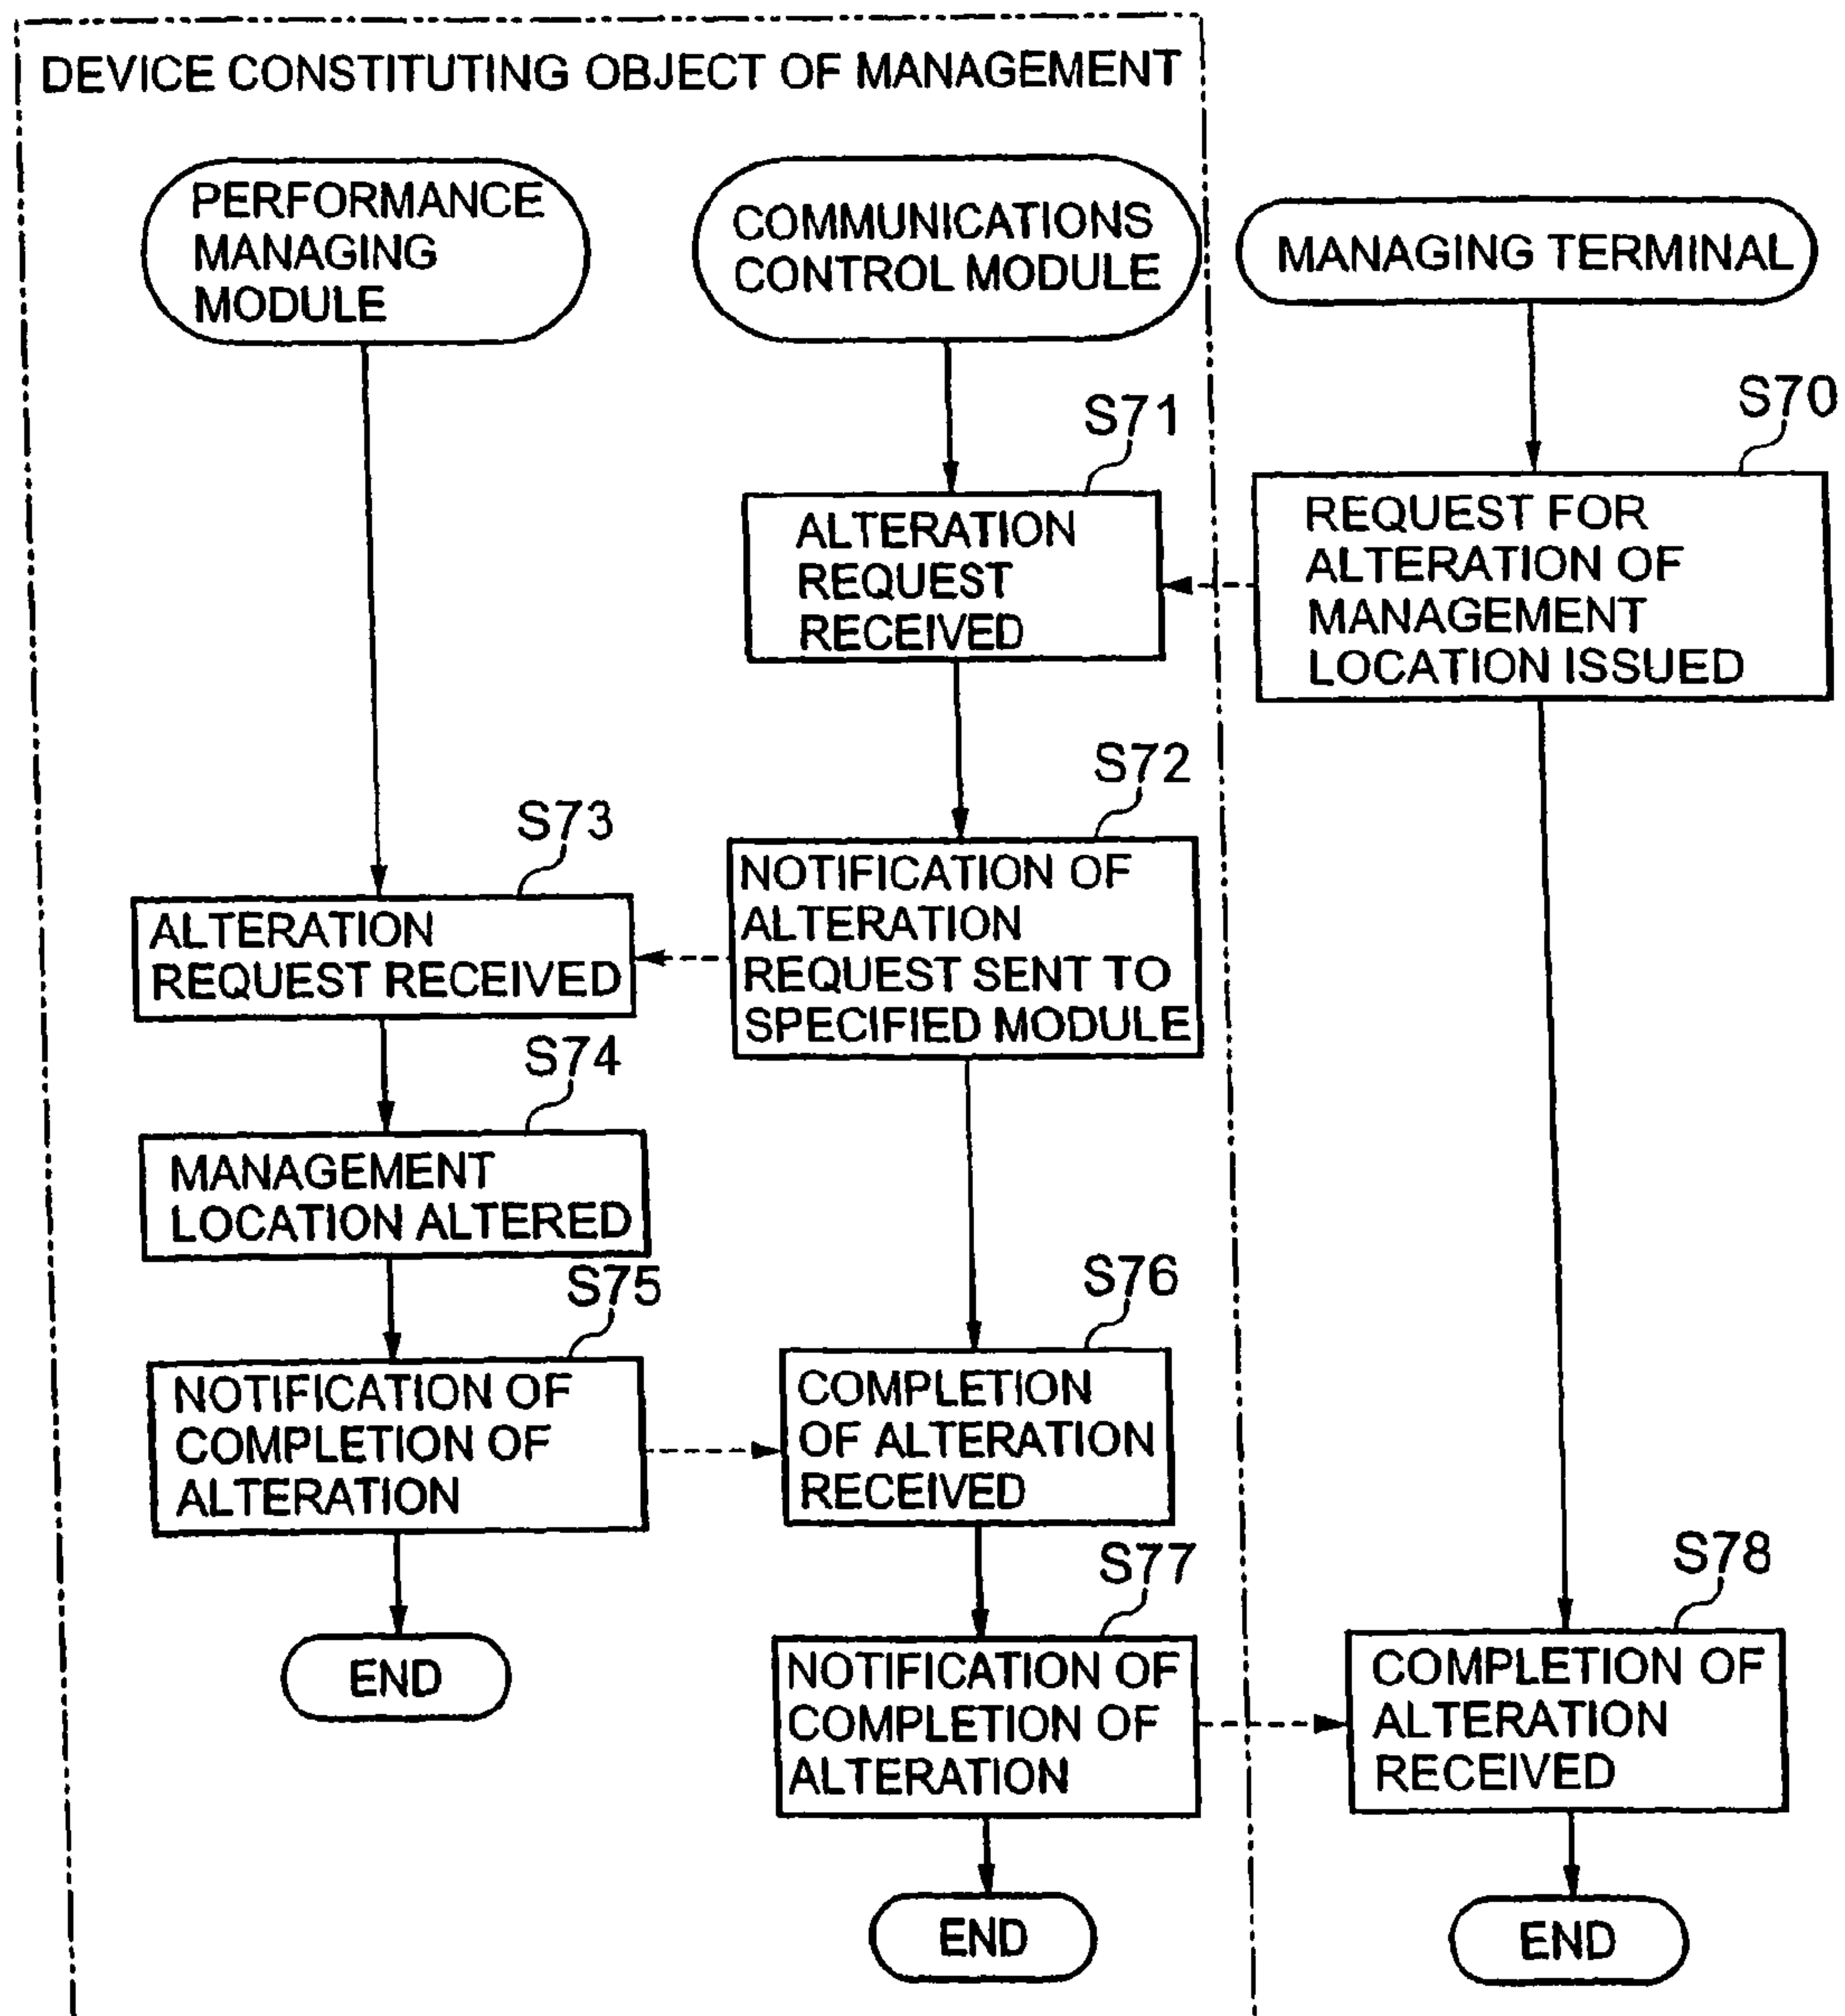 DEVICE CONSTITUTING OBJECT OF MANAGEMENT
PERFORMANCE
MANAGING
MODULE
COMMUNICATIONS
CONTROL MODULE
MANAGING TERMINAL
S70
REQUEST FOR
ALTERATION OF
MANAGEMENT
LOCATION ISSUED
S71
ALTERATION
REQUEST
RECEIVED
S72
NOTIFICATION OF
ALTERATION
REQUEST SENT TO
SPECIFIED MODULE
S73
ALTERATION
REQUEST RECEIVED
S74
MANAGEMENT
LOCATION ALTERED
S75
NOTIFICATION OF
COMPLETION OF
ALTERATION
S76
COMPLETION
OF ALTERATION
RECEIVED
S77
NOTIFICATION OF
COMPLETION OF
ALTERATION
S78
COMPLETION OF
ALTERATION
RECEIVED
END
END
END